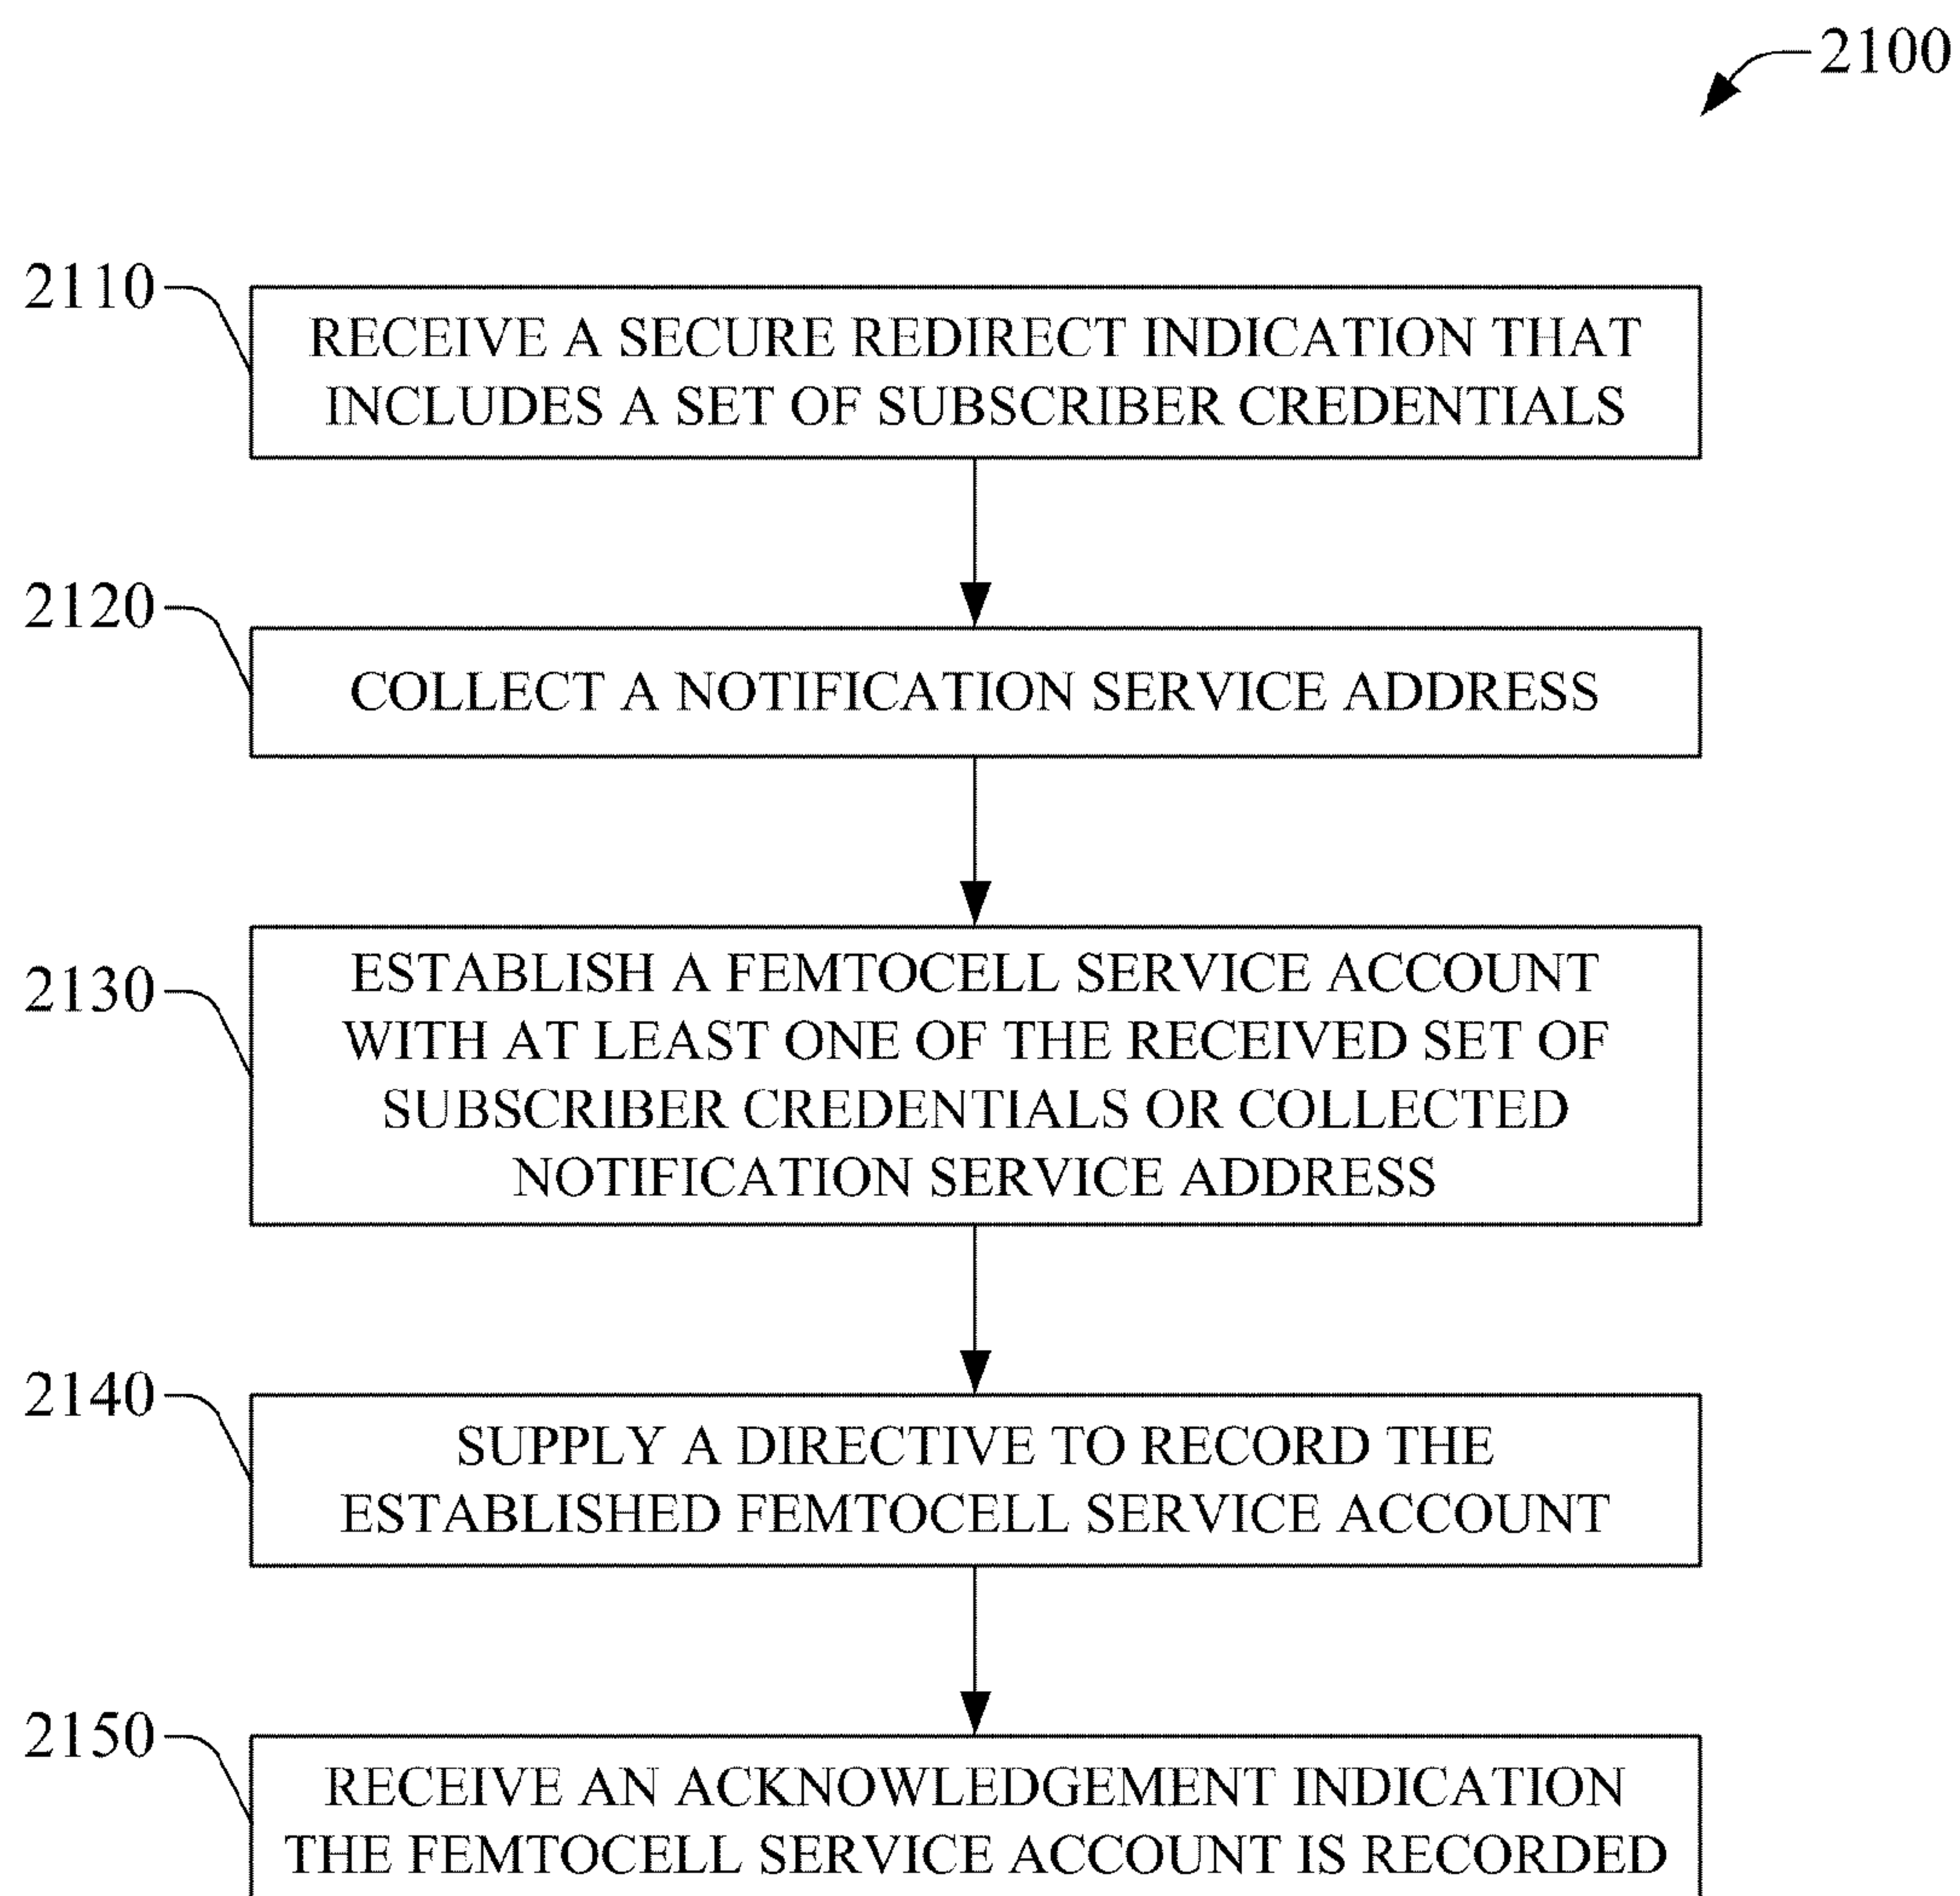 2100
2110
RECEIVE A SECURE REDIRECT INDICATION THAT
INCLUDES A SET OF SUBSCRIBER CREDENTIALS
2120
COLLECT A NOTIFICATION SERVICE ADDRESS
2130
ESTABLISH A FEMTOCELL SERVICE ACCOUNT
WITH AT LEAST ONE OF THE RECEIVED SET OF
SUBSCRIBER CREDENTIALS OR COLLECTED
NOTIFICATION SERVICE ADDRESS
2140
SUPPLY A DIRECTIVE TO RECORD THE
ESTABLISHED FEMTOCELL SERVICE ACCOUNT
2150
RECEIVE AN ACKNOWLEDGEMENT INDICATION
THE FEMTOCELL SERVICE ACCOUNT IS RECORDED